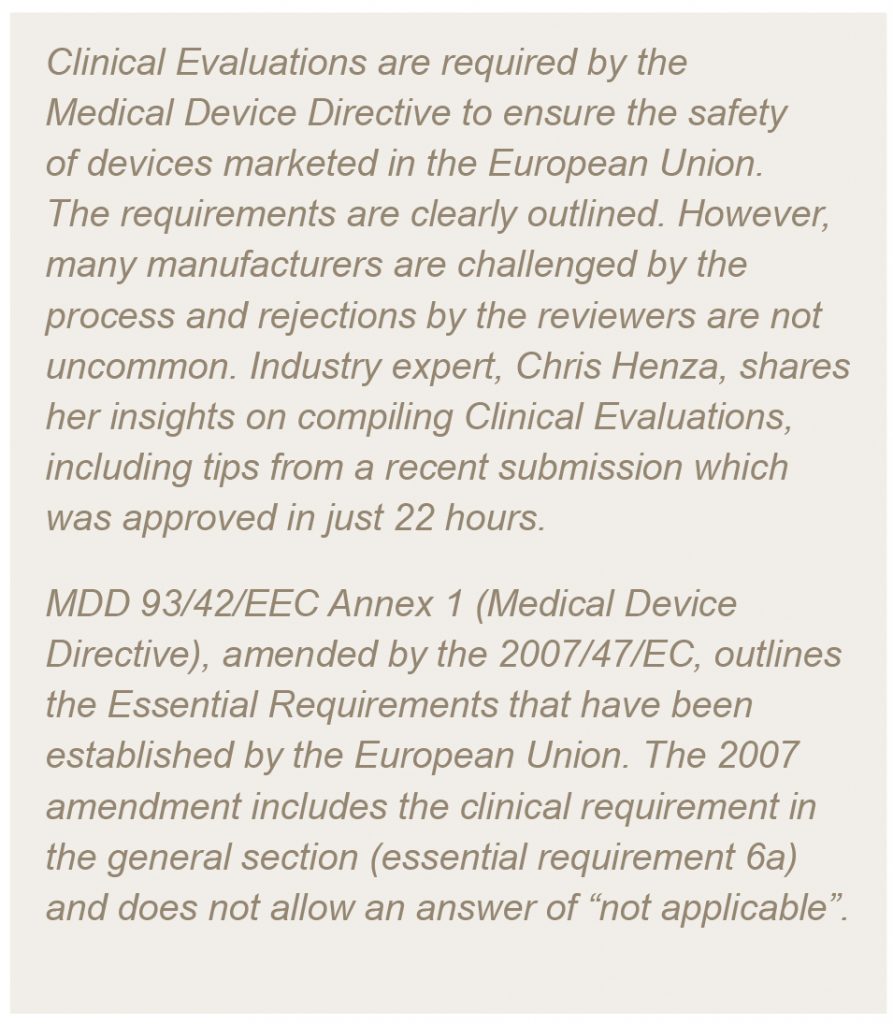 Clinical Evaluations are required by the
Medical Device Directive to ensure the safety
of devices marketed in the European Union.
The requirements are clearly outlined. However,
many manufacturers are challenged by the
process and rejections by the reviewers are not
uncommon. Industry expert, Chris Henza, shares
her insights on compiling Clinical Evaluations,
including tips from a recent submission which
was approved in just 22 hours.
MDD 93/42/EEC Annex 1 (Medical Device
Directive), amended by the 2007/47/EC, outlines
the Essential Requirements that have been
established by the European Union. The 2007
amendment includes the clinical requirement in
the general section (essential requirement 6a)
and does not allow an answer of “not applicable”.